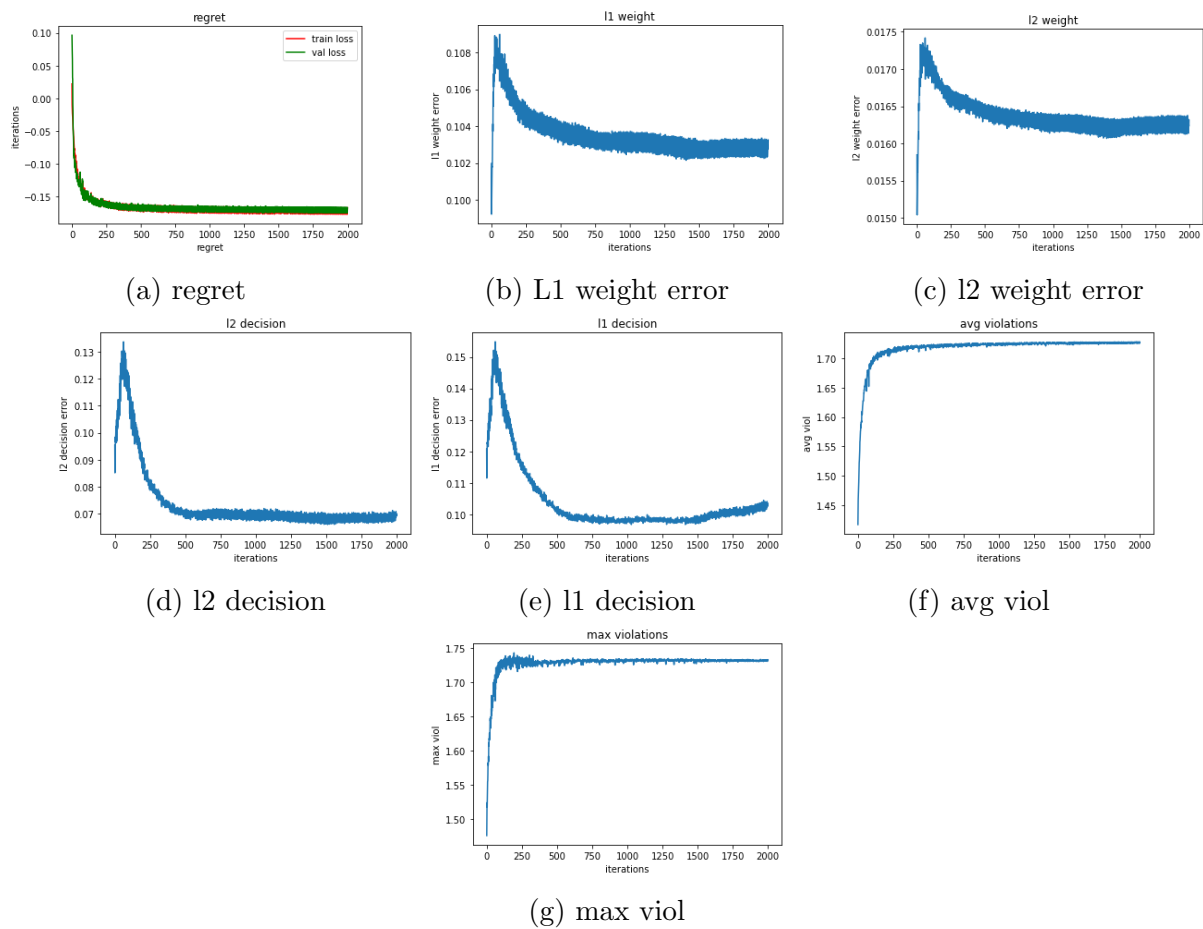 regret
0.10
0.05
0.00
−0.05
−0.10
−0.15
iterations
train loss
val loss
0 250 500 750 1000 1250 1500 1750 2000
regret
(a) regret
l1 weight
0.108
0.106
0.104
0.102
0.100
l1 weight error
0 250 500 750 1000 1250 1500 1750 2000
iterations
(b) L1 weight error
l2 weight
0.0175
0.0170
0.0165
0.0160
0.0155
0.0150
l2 weight error
0 250 500 750 1000 1250 1500 1750 2000
iterations
(c) l2 weight error
l2 decision
0.13
0.12
0.11
0.10
0.09
0.08
0.07
l2 decision error
0 250 500 750 1000 1250 1500 1750 2000
iterations
(d) l2 decision
l1 decision
0.15
0.14
0.13
0.12
0.11
0.10
l1 decision error
0 250 500 750 1000 1250 1500 1750 2000
iterations
(e) l1 decision
avg violations
1.70
1.65
1.60
1.55
1.50
1.45
avg viol
0 250 500 750 1000 1250 1500 1750 2000
iterations
(f) avg viol
max violations
1.75
1.70
1.65
1.60
1.55
1.50
max viol
0 250 500 750 1000 1250 1500 1750 2000
iterations
(g) max viol